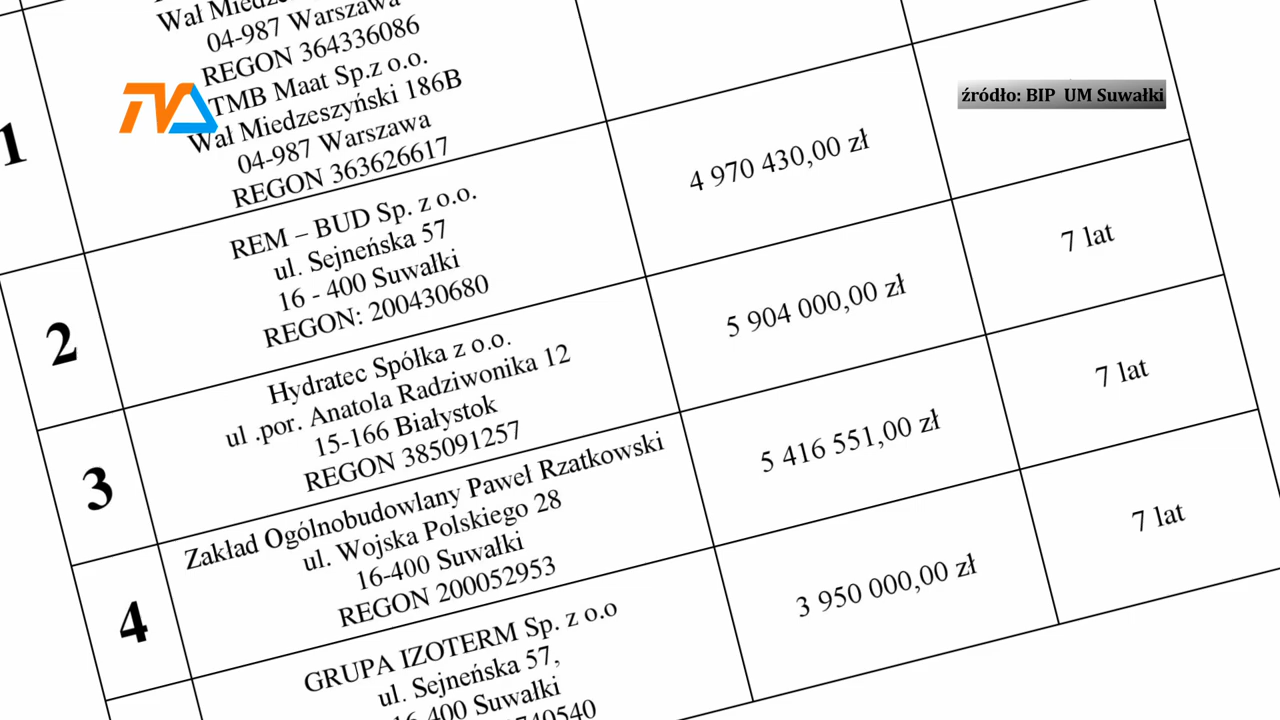 Wał Miedzeszyński
04-987 Warszawa
REGON 364336086
TMB Maat Sp.z o.o.
Wał Miedzeszyński 186B
04-987 Warszawa
REGON 363626617
1
źródło: BIP UM Suwałki
4 970 430,00 zł
REM – BUD Sp. z o.o.
ul. Sejneńska 57
16 - 400 Suwałki
REGON: 200430680
2
5 904 000,00 zł
7 lat
Hydratec Spółka z o.o.
ul .por. Anatola Radziwonika 12
15-166 Białystok
REGON 385091257
3
5 416 551,00 zł
7 lat
Zakład Ogólnobudowlany Paweł Rzatkowski
ul. Wojska Polskiego 28
16-400 Suwałki
REGON 200052953
4
3 950 000,00 zł
7 lat
GRUPA IZOTERM Sp. z o.o
ul. Sejneńska 57,
16-400 Suwałki
740540